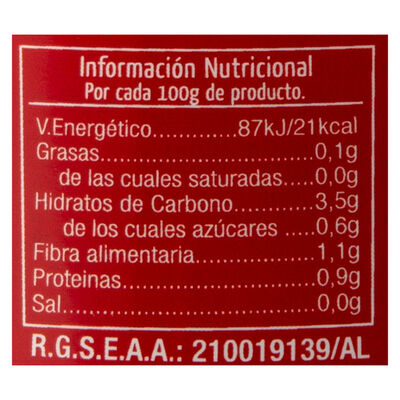 Información Nutricional
Por cada 100g de producto.
V.Energético.............87kJ/21kcal
Grasas.............................0,1g
de las cuales saturadas.0,0g
Hidratos de Carbono........3,5g
de los cuales azúcares...0,6g
Fibra alimentaria.............1,1g
Proteinas.........................0,9g
Sal..................................0,0g
R.G.S.E.A.A.: 210019139/AL